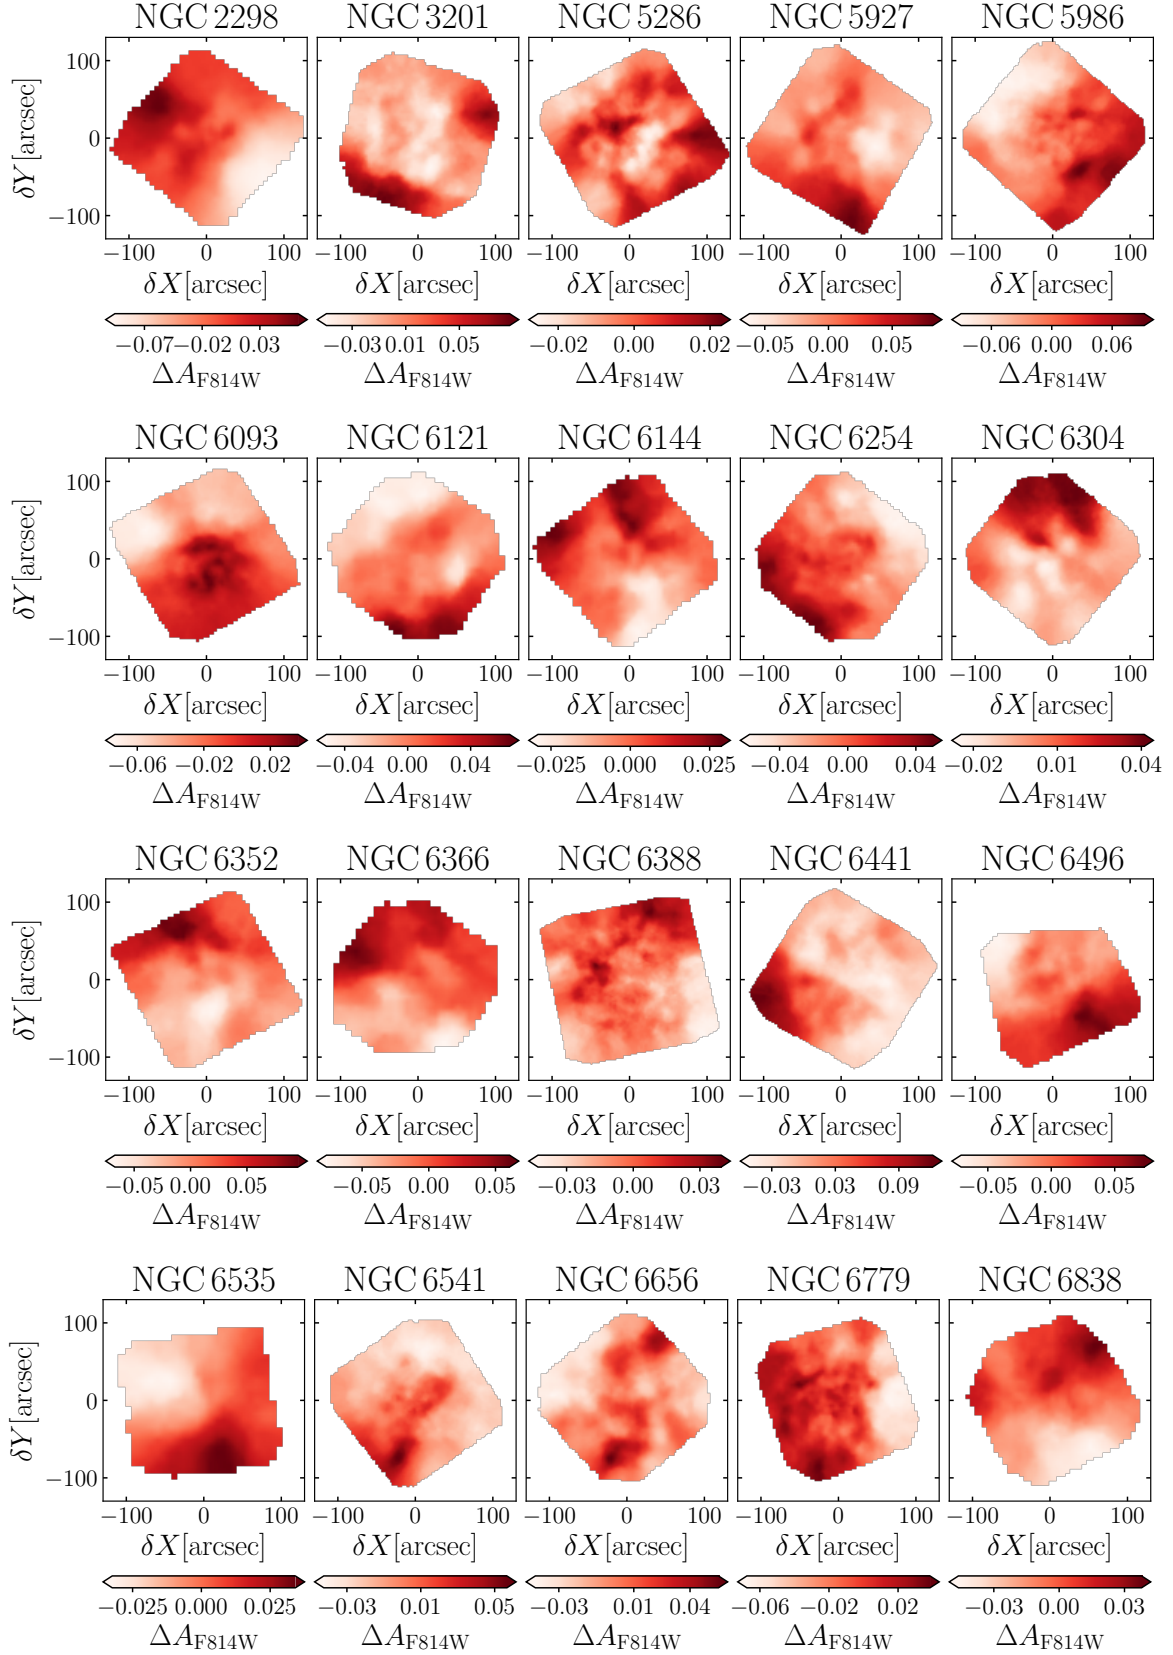 NGC 2298 NGC 3201 NGC 5286 NGC 5927 NGC 5986
100
0
−100
δY [arcsec]
−100 0 100 −100 0 100 −100 0 100 −100 0 100 −100 0 100
δX [arcsec] δX [arcsec] δX [arcsec] δX [arcsec] δX [arcsec]
−0.07 −0.02 0.03 −0.03 0.01 0.05 −0.02 0.00 0.02 −0.05 0.00 0.05 −0.06 0.00 0.06
ΔA_F814W ΔA_F814W ΔA_F814W ΔA_F814W ΔA_F814W
NGC 6093 NGC 6121 NGC 6144 NGC 6254 NGC 6304
100
0
−100
δY [arcsec]
−100 0 100 −100 0 100 −100 0 100 −100 0 100 −100 0 100
δX [arcsec] δX [arcsec] δX [arcsec] δX [arcsec] δX [arcsec]
−0.06 −0.02 0.02 −0.04 0.00 0.04 −0.025 0.000 0.025 −0.04 0.00 0.04 −0.02 0.01 0.04
ΔA_F814W ΔA_F814W ΔA_F814W ΔA_F814W ΔA_F814W
NGC 6352 NGC 6366 NGC 6388 NGC 6441 NGC 6496
100
0
−100
δY [arcsec]
−100 0 100 −100 0 100 −100 0 100 −100 0 100 −100 0 100
δX [arcsec] δX [arcsec] δX [arcsec] δX [arcsec] δX [arcsec]
−0.05 0.00 0.05 −0.05 0.00 0.05 −0.03 0.00 0.03 −0.03 0.03 0.09 −0.05 0.00 0.05
ΔA_F814W ΔA_F814W ΔA_F814W ΔA_F814W ΔA_F814W
NGC 6535 NGC 6541 NGC 6656 NGC 6779 NGC 6838
100
0
−100
δY [arcsec]
−100 0 100 −100 0 100 −100 0 100 −100 0 100 −100 0 100
δX [arcsec] δX [arcsec] δX [arcsec] δX [arcsec] δX [arcsec]
−0.025 0.000 0.025 −0.03 0.01 0.05 −0.03 0.01 0.04 −0.06 −0.02 0.02 −0.03 0.00 0.03
ΔA_F814W ΔA_F814W ΔA_F814W ΔA_F814W ΔA_F814W